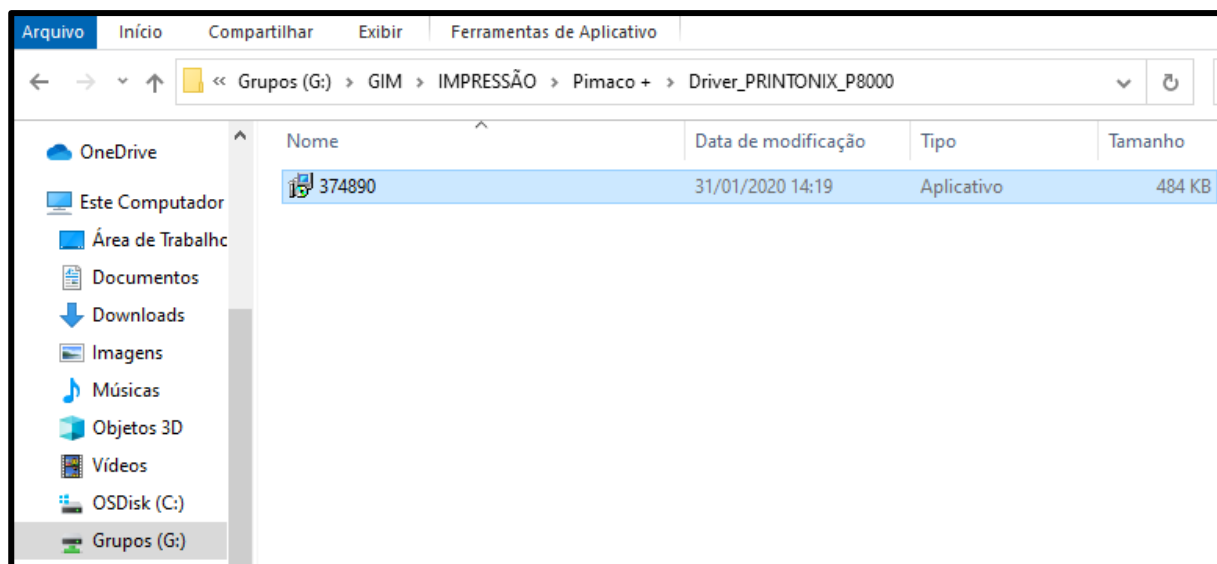 Arquivo Início Compartilhar Exibir Ferramentas de Aplicativo
« Grupos (G:) > GIM > IMPRESSÃO > Pimaco + > Driver_PRINTONIX_P8000
Nome Data de modificação Tipo Tamanho
374890 31/01/2020 14:19 Aplicativo 484 KB
OneDrive
Este Computador
Área de Trabalhc
Documentos
Downloads
Imagens
Músicas
Objetos 3D
Vídeos
OSDisk (C:)
Grupos (G:)